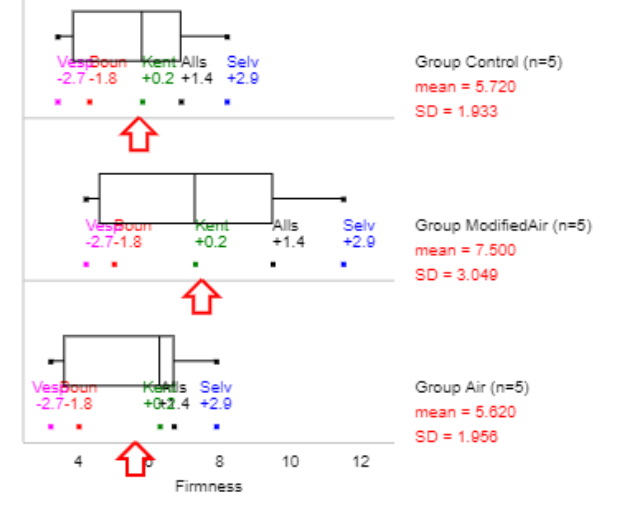 Vesp Boun Kent Alls Selv
-2.7 -1.8 +0.2 +1.4 +2.9
Group Control (n=5)
mean = 5.720
SD = 1.933
Vesp Boun Kent Alls Selv
-2.7 -1.8 +0.2 +1.4 +2.9
Group ModifiedAir (n=5)
mean = 7.500
SD = 3.049
Vesp Boun Kent Alls Selv
-2.7 -1.8 +0.2 +1.4 +2.9
Group Air (n=5)
mean = 5.620
SD = 1.956
4 6 8 10 12
Firmness